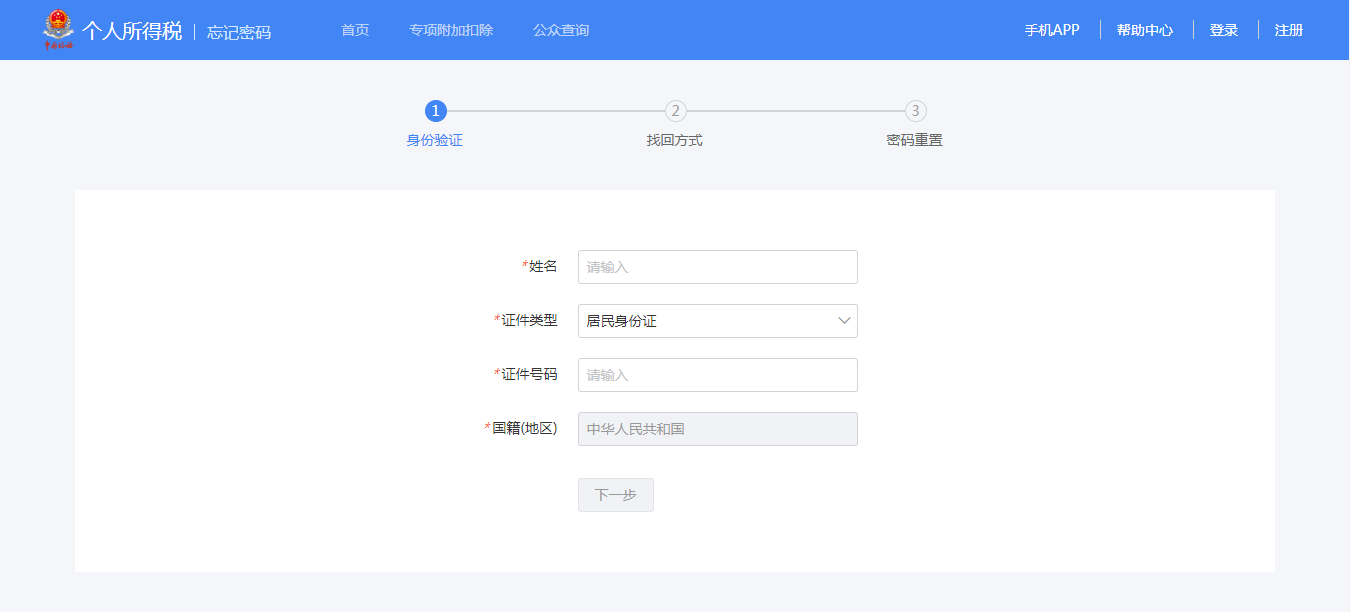 个人所得税 忘记密码 首页 专项附加扣除 公众查询 手机APP 帮助中心 登录 注册
1 2 3
身份验证 找回方式 密码重置
*姓名 请输入
*证件类型 居民身份证
*证件号码 请输入
*国籍(地区) 中华人民共和国
下一步